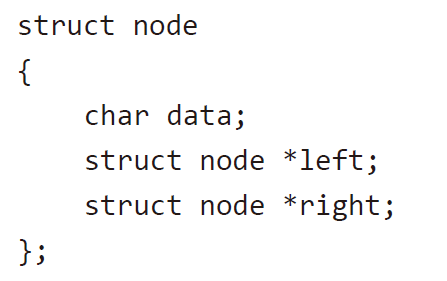 struct node
{
    char data;
    struct node *left;
    struct node *right;
};